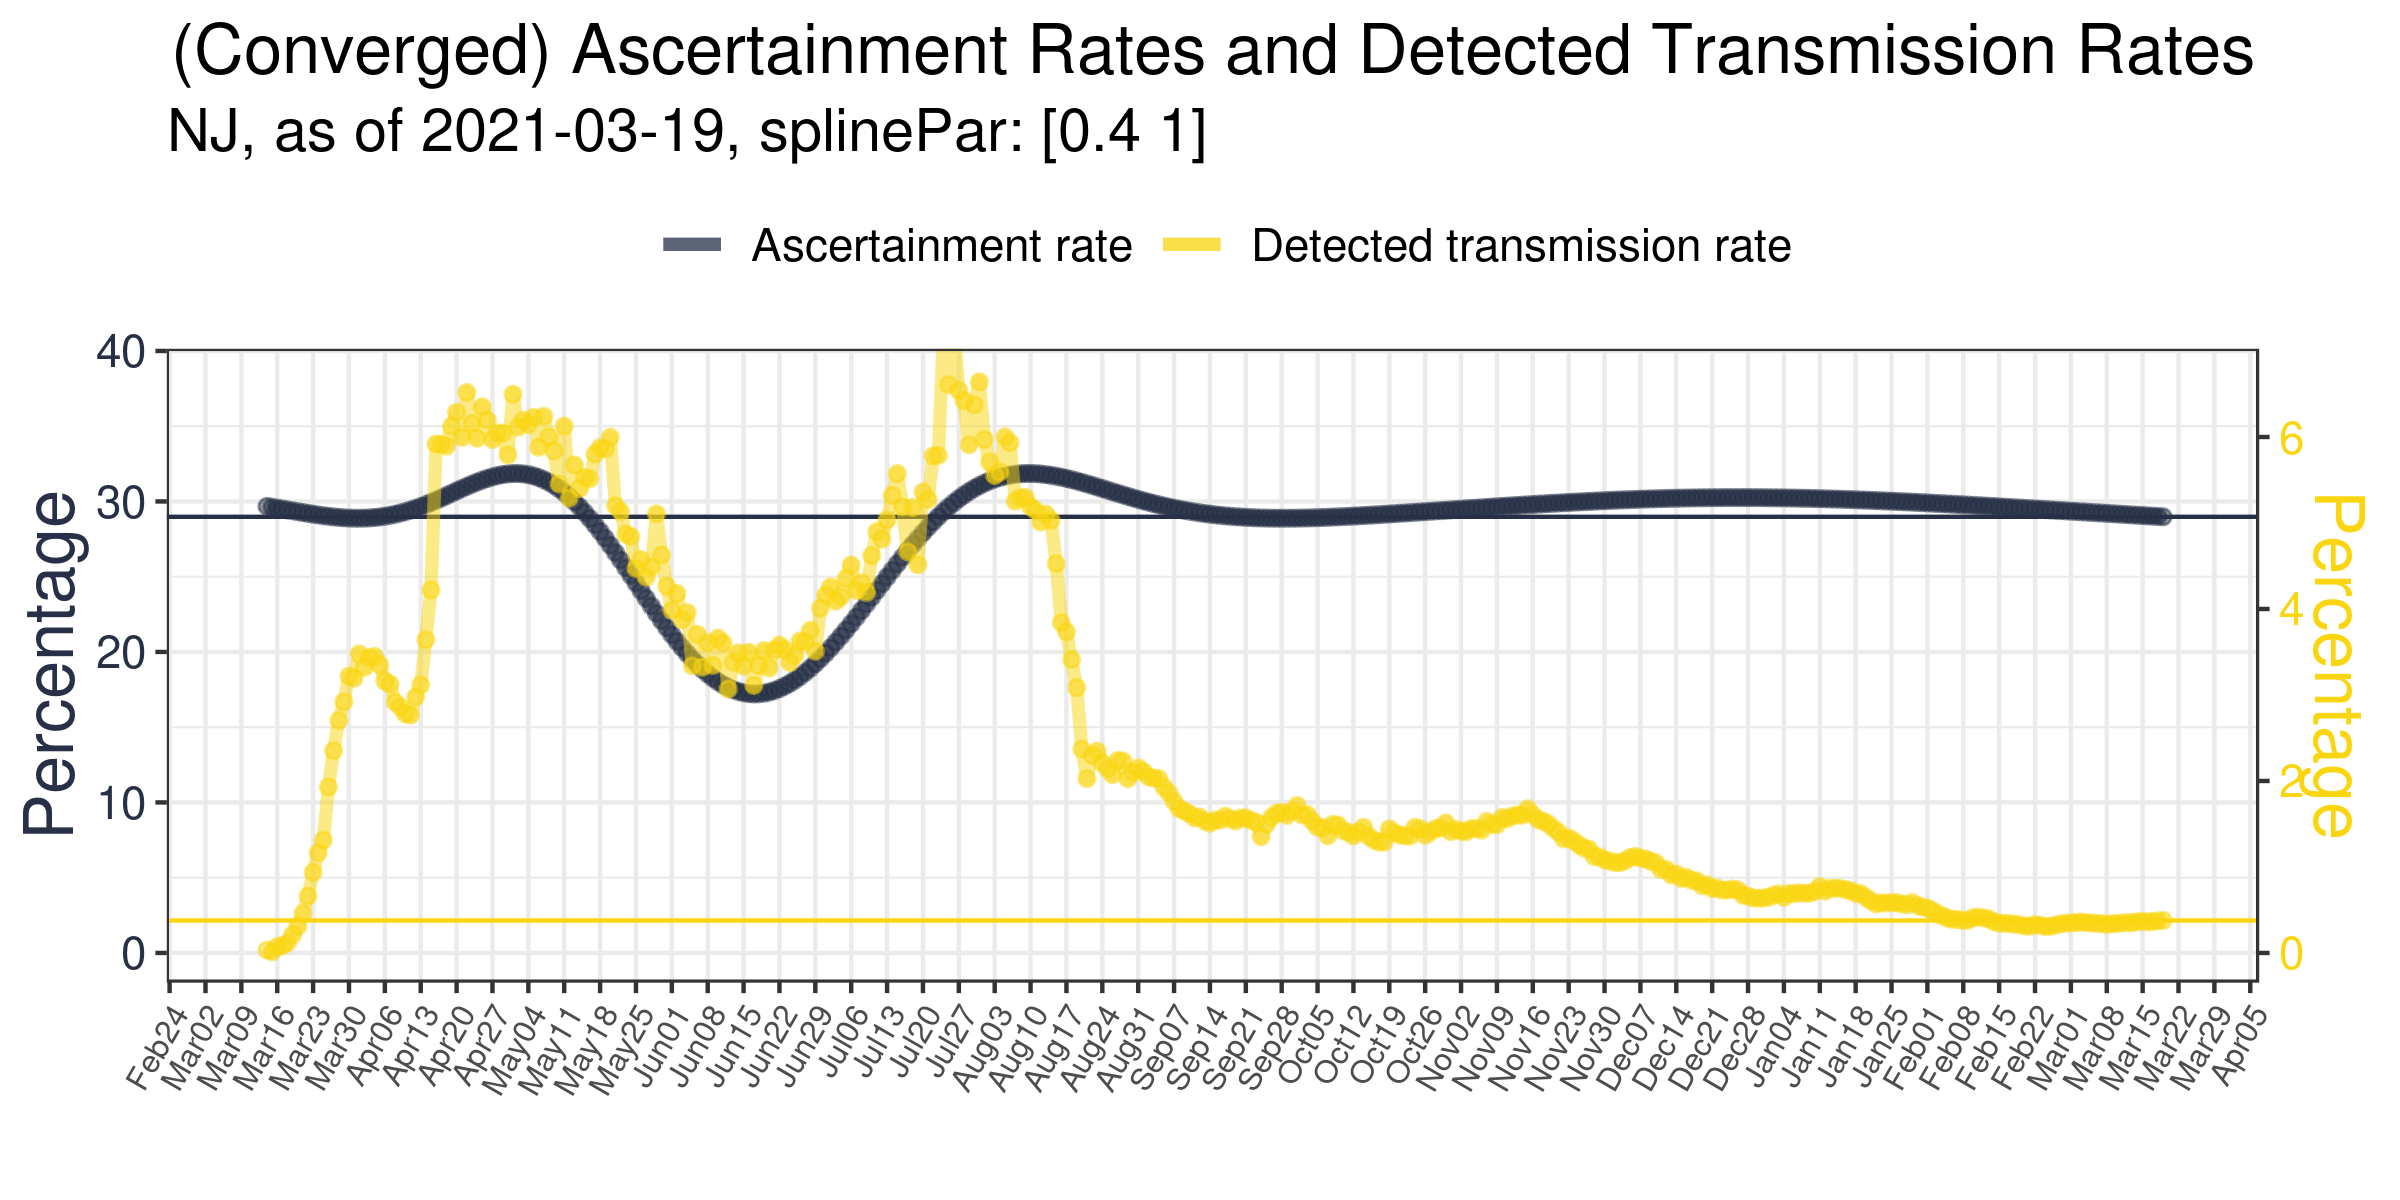 (Converged) Ascertainment Rates and Detected Transmission Rates
NJ, as of 2021-03-19, splinePar: [0.4 1]
Ascertainment rate
Detected transmission rate
Percentage
40
30
20
10
0
6
4
2
0
Percentage
Feb24
Mar02
Mar09
Mar16
Mar23
Mar30
Apr06
Apr13
Apr20
Apr27
May04
May11
May18
May25
Jun01
Jun08
Jun15
Jun22
Jun29
Jul06
Jul13
Jul20
Jul27
Aug03
Aug10
Aug17
Aug24
Aug31
Sep07
Sep14
Sep21
Sep28
Oct05
Oct12
Oct19
Oct26
Nov02
Nov09
Nov16
Nov23
Nov30
Dec07
Dec14
Dec21
Dec28
Jan04
Jan11
Jan18
Jan25
Feb01
Feb08
Feb15
Feb22
Mar01
Mar08
Mar15
Mar22
Mar29
Apr05